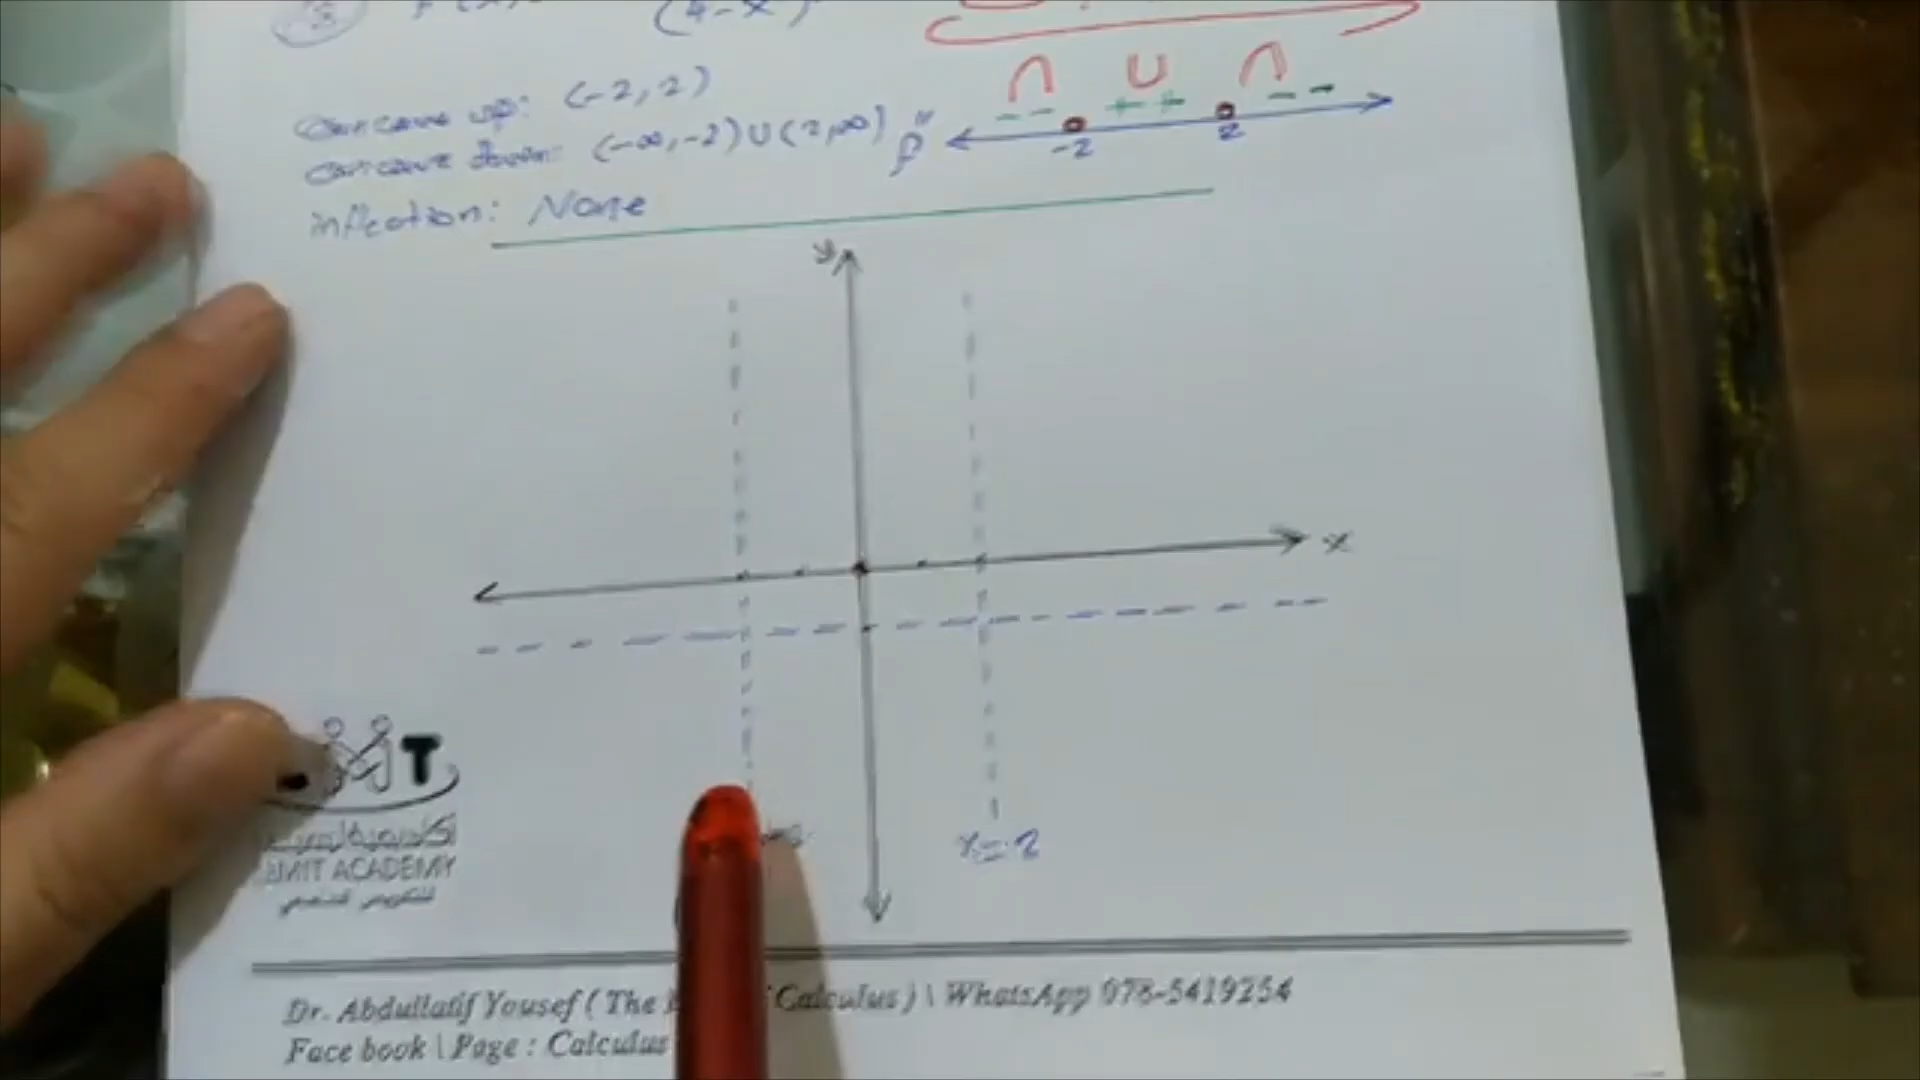 (4-x)
concave up: (-2, 2)
∩ ∪ ∩
-- ++ --
concave down: (-∞, -2) ∪ (2, ∞) f''
-2 2
inflection: None
y
x
x=2
T
AMIT ACADEMY
Dr. Abdullatif Yousef ( The Calculus ) \ WhatsApp 078-5419254
Face book \ Page : Calculus